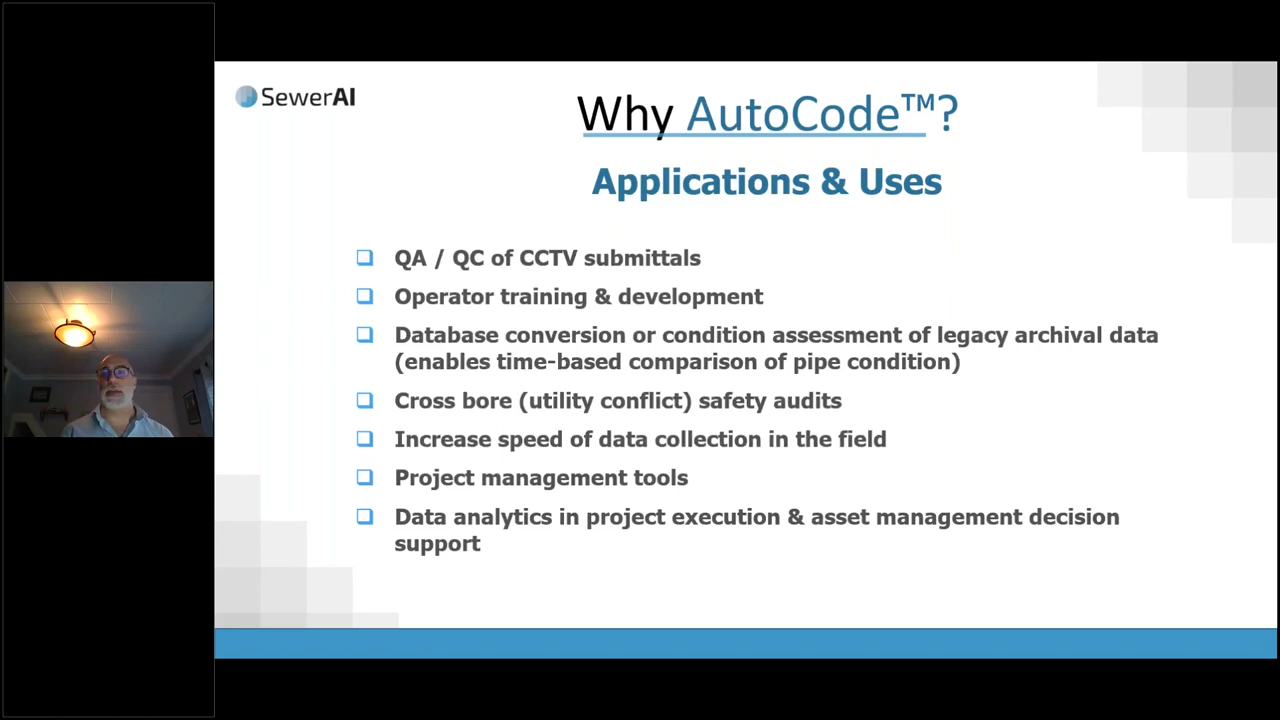 SewerAI
Why AutoCode™?
Applications & Uses
QA / QC of CCTV submittals
Operator training & development
Database conversion or condition assessment of legacy archival data
(enables time-based comparison of pipe condition)
Cross bore (utility conflict) safety audits
Increase speed of data collection in the field
Project management tools
Data analytics in project execution & asset management decision
support